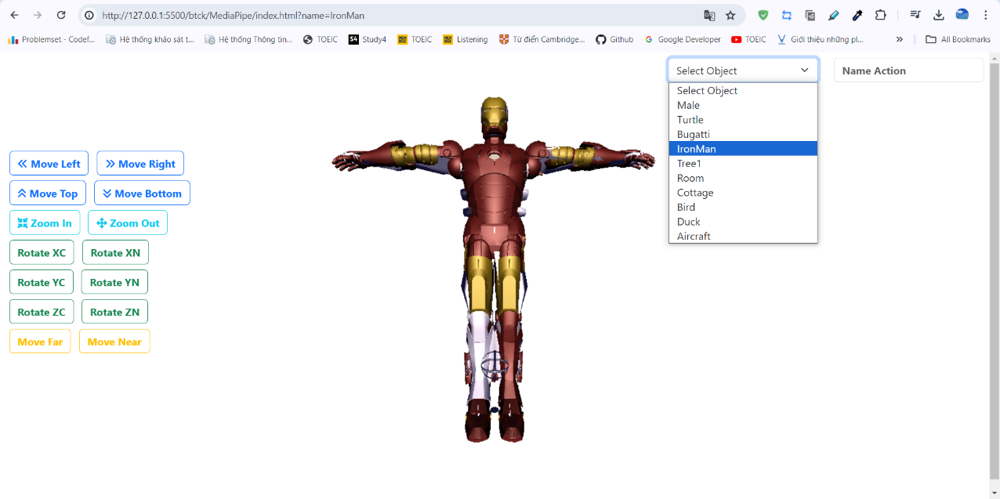 http://127.0.0.1:5500/btck/MediaPipe/index.html?name=IronMan
Problemset - Codef...
Hệ thống khảo sát t...
Hệ thống Thông tin...
TOEIC
S4 Study4
TOEIC
Listening
Từ điển Cambridge...
Github
Google Developer
TOEIC
Giới thiệu những pl...
»
All Bookmarks
Select Object
Name Action
Select Object
Male
Turtle
Bugatti
IronMan
Tree1
Room
Cottage
Bird
Duck
Aircraft
Move Left
Move Right
Move Top
Move Bottom
Zoom In
Zoom Out
Rotate XC
Rotate XN
Rotate YC
Rotate YN
Rotate ZC
Rotate ZN
Move Far
Move Near